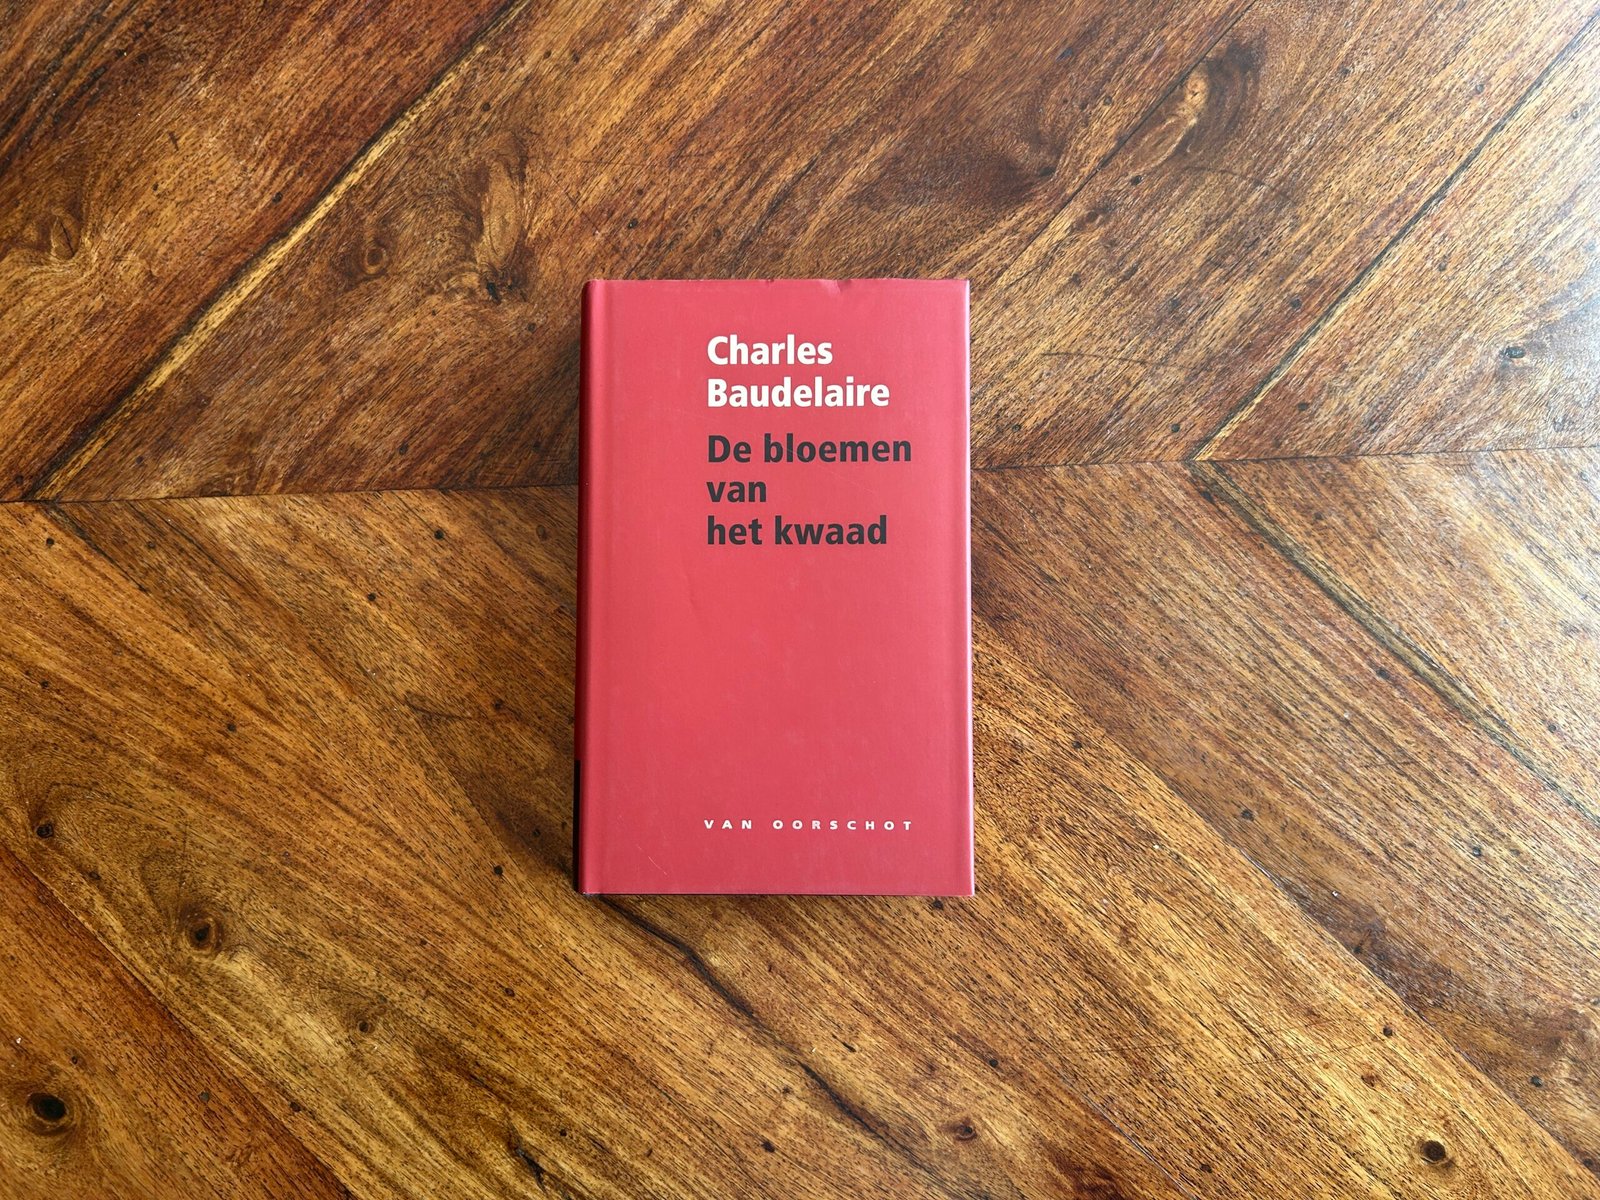 Charles
Baudelaire
De bloemen
van
het kwaad
VAN OORSCHOT